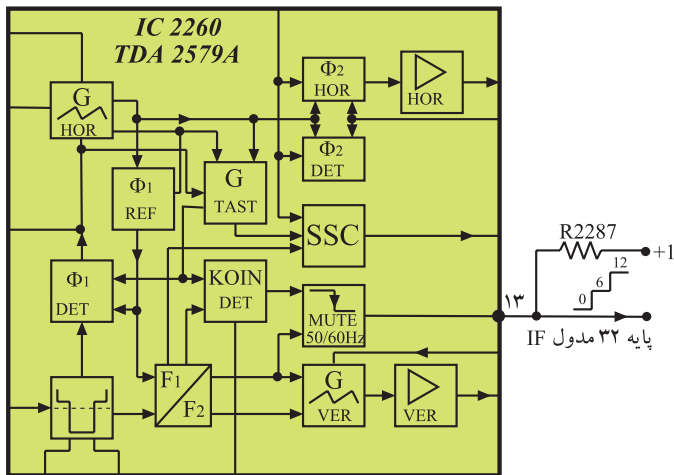 IC 2260
TDA 2579A
G
HOR
Φ1
REF
Φ1
DET
G
TAST
KOIN
DET
F1
F2
Φ2
HOR
Φ2
DET
HOR
SSC
MUTE
50/60Hz
G
VER
VER
۱۳
R2287
+1
12
6
0
پایه ۳۲ مدول IF